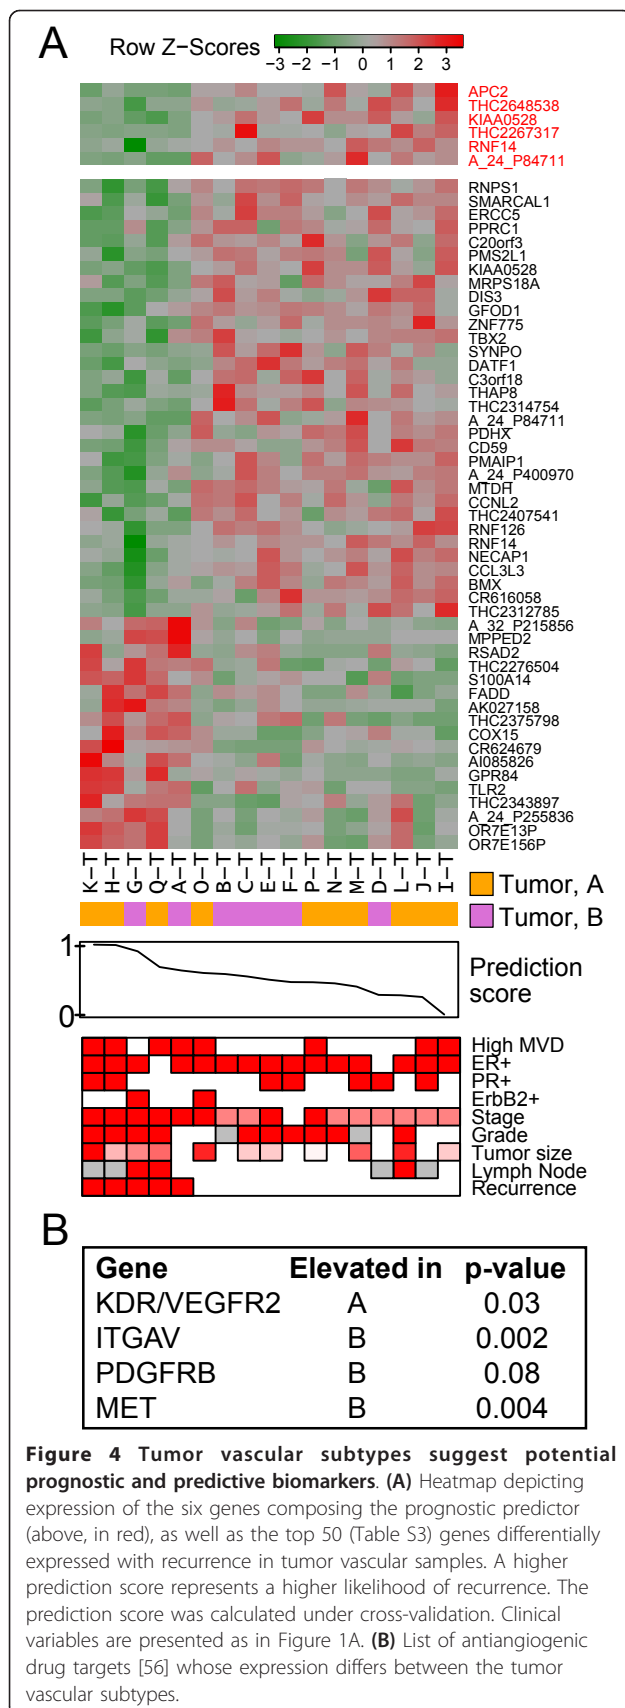 A
Row Z−Scores
−3 −2 −1 0 1 2 3
APC2
THC2648538
KIAA0528
THC2267317
RNF14
A_24_P84711
RNPS1
SMARCAL1
ERCC5
PPRC1
C20orf3
PMS2L1
KIAA0528
MRPS18A
DIS3
GFOD1
ZNF775
TBX2
SYNPO
DATF1
C3orf18
THAP8
THC2314754
A_24_P84711
PDHX
CD59
PMAIP1
A_24_P400970
MTDH
CCNL2
THC2407541
RNF126
RNF14
NECAP1
CCL3L3
BMX
CR616058
THC2312785
A_32_P215856
MPPED2
RSAD2
THC2276504
S100A14
FADD
AK027158
THC2375798
COX15
CR624679
AI085826
GPR84
TLR2
THC2343897
A_24_P255836
OR7E13P
OR7E156P
K−T H−T G−T Q−T A−T O−T B−T C−T E−T F−T P−T N−T M−T D−T L−T J−T I−T
Tumor, A
Tumor, B
1
0
Prediction
score
High MVD
ER+
PR+
ErbB2+
Stage
Grade
Tumor size
Lymph Node
Recurrence
B
Gene Elevated in p-value
KDR/VEGFR2 A 0.03
ITGAV B 0.002
PDGFRB B 0.08
MET B 0.004
Figure 4 Tumor vascular subtypes suggest potential
prognostic and predictive biomarkers. (A) Heatmap depicting
expression of the six genes composing the prognostic predictor
(above, in red), as well as the top 50 (Table S3) genes differentially
expressed with recurrence in tumor vascular samples. A higher
prediction score represents a higher likelihood of recurrence. The
prediction score was calculated under cross-validation. Clinical
variables are presented as in Figure 1A. (B) List of antiangiogenic
drug targets [56] whose expression differs between the tumor
vascular subtypes.